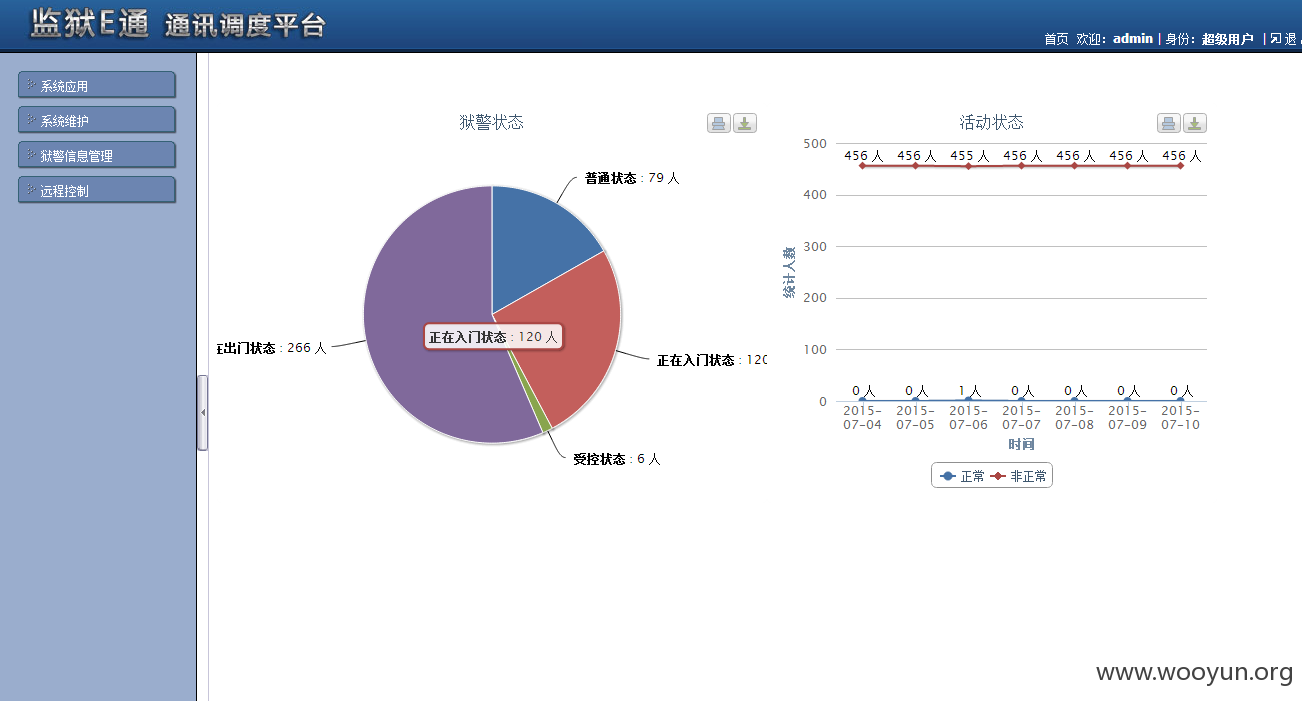 监狱E通 通讯调度平台
首页 欢迎: admin | 身份: 超级用户 | 退
系统应用
系统维护
狱警信息管理
远程控制
狱警状态
普通状态 : 79 人
正在入门状态 : 120 人
正在入门状态 : 120
在出门状态 : 266 人
受控状态 : 6 人
活动状态
统计人数
500
400
300
200
100
0
456 人 456 人 455 人 456 人 456 人 456 人 456 人
0 人 0 人 1 人 0 人 0 人 0 人 0 人
2015-07-04 2015-07-05 2015-07-06 2015-07-07 2015-07-08 2015-07-09 2015-07-10
时间
正常 非正常
www.wooyun.org